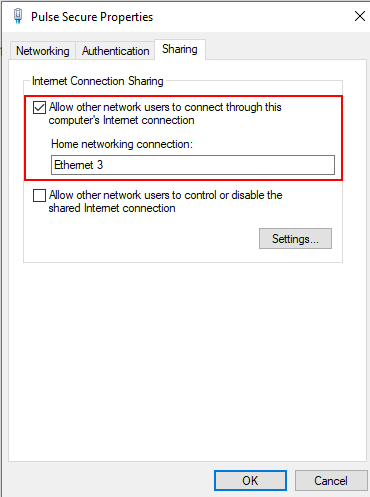 Pulse Secure Properties
Networking
Authentication
Sharing
Internet Connection Sharing
Allow other network users to connect through this
computer's Internet connection
Home networking connection:
Ethernet 3
Allow other network users to control or disable the
shared Internet connection
Settings...
OK
Cancel